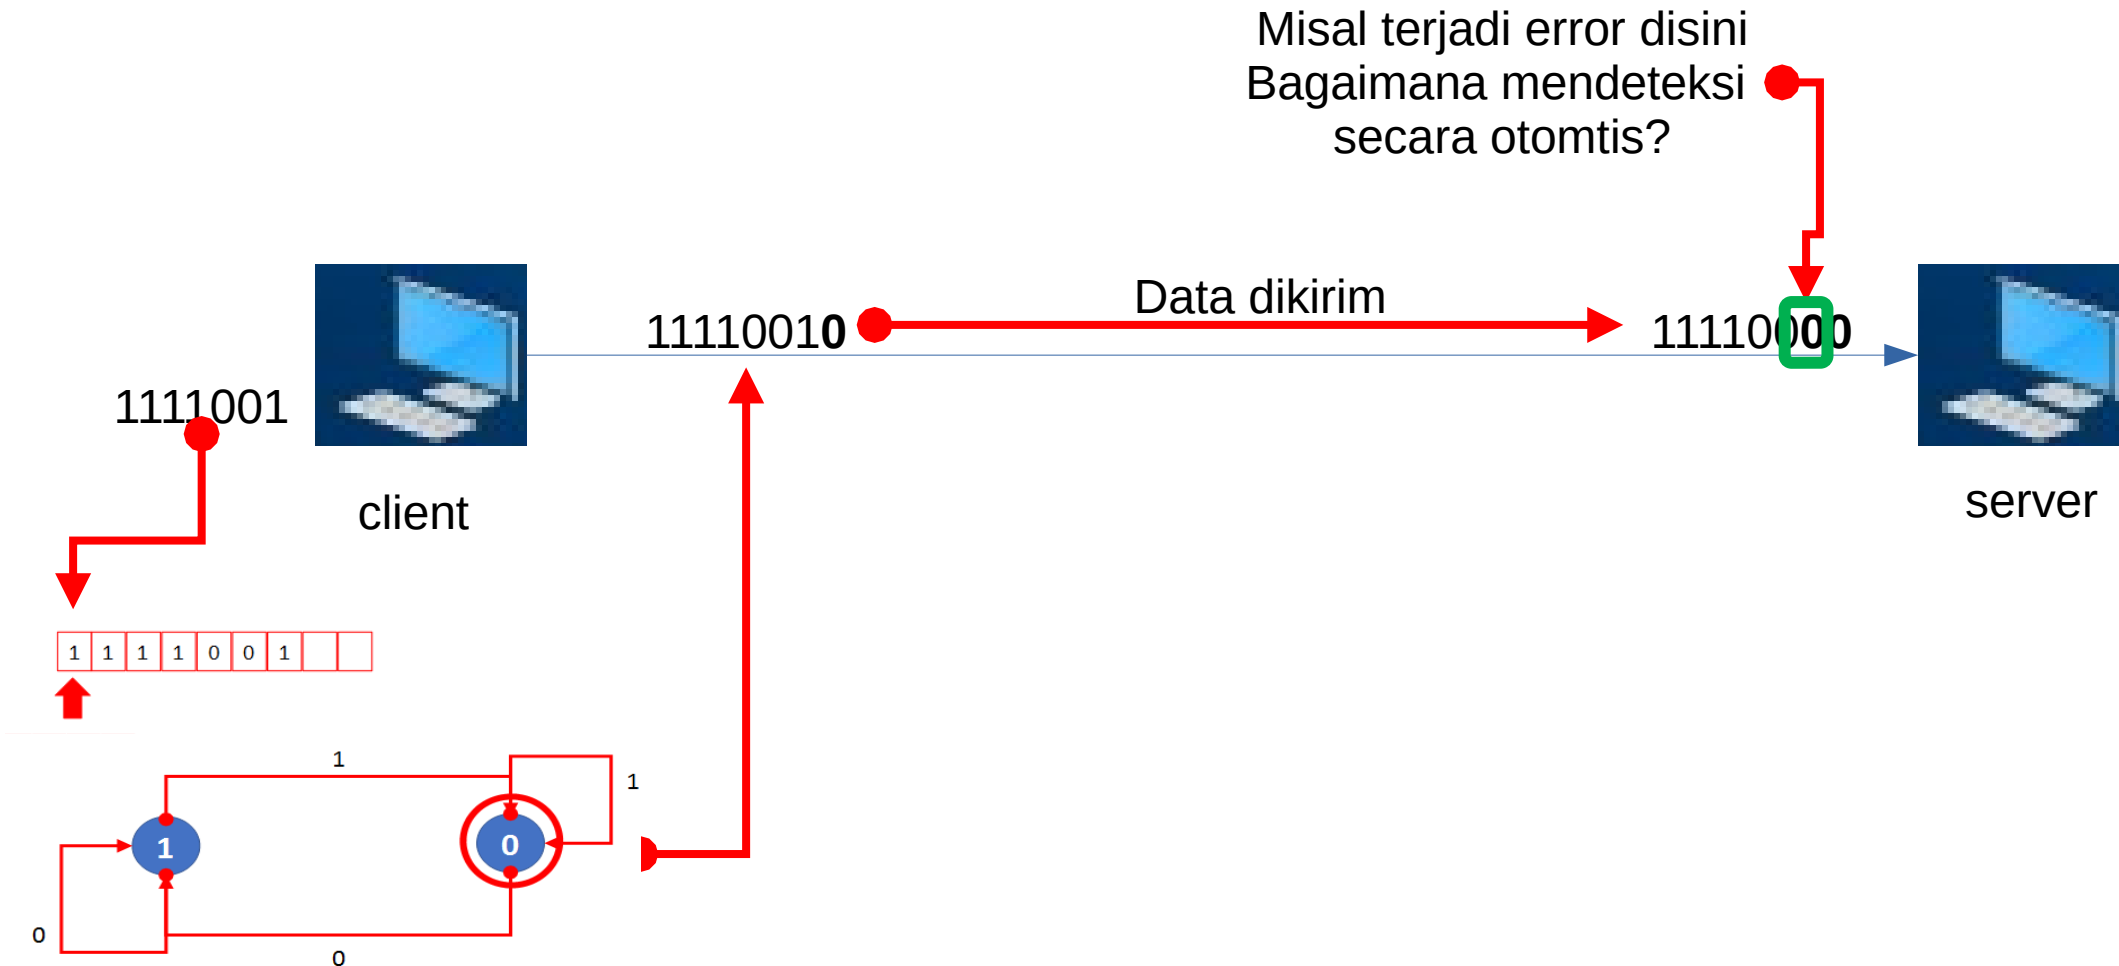 Misal terjadi error disini
Bagaimana mendeteksi
secara otomtis?
Data dikirim
11110010
11110000
1111001
client
server
1 1 1 1 0 0 1
1
1
1
0
0
0